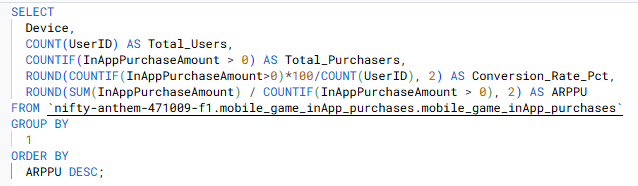 SELECT
Device,
COUNT(UserID) AS Total_Users,
COUNTIF(InAppPurchaseAmount > 0) AS Total_Purchasers,
ROUND(COUNTIF(InAppPurchaseAmount>0)*100/COUNT(UserID), 2) AS Conversion_Rate_Pct,
ROUND(SUM(InAppPurchaseAmount) / COUNTIF(InAppPurchaseAmount > 0), 2) AS ARPPU
FROM `nifty-anthem-471009-f1.mobile_game_inApp_purchases.mobile_game_inApp_purchases`
GROUP BY
1
ORDER BY
ARPPU DESC;